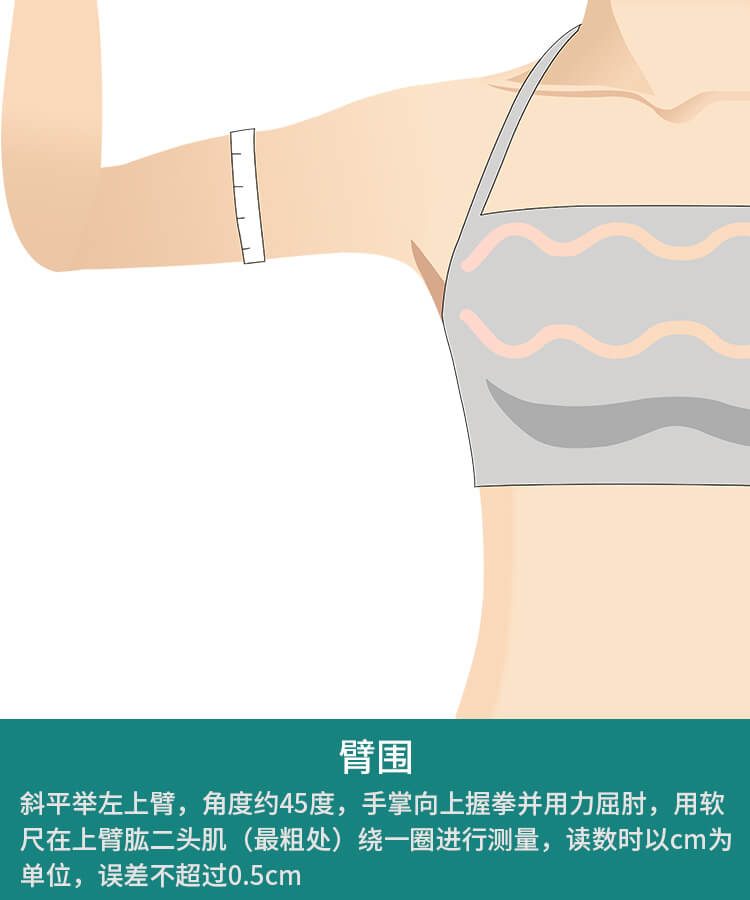 臂围
斜平举左上臂，角度约45度，手掌向上握拳并用力屈肘，用软
尺在上臂肱二头肌（最粗处）绕一圈进行测量，读数时以cm为
单位，误差不超过0.5cm